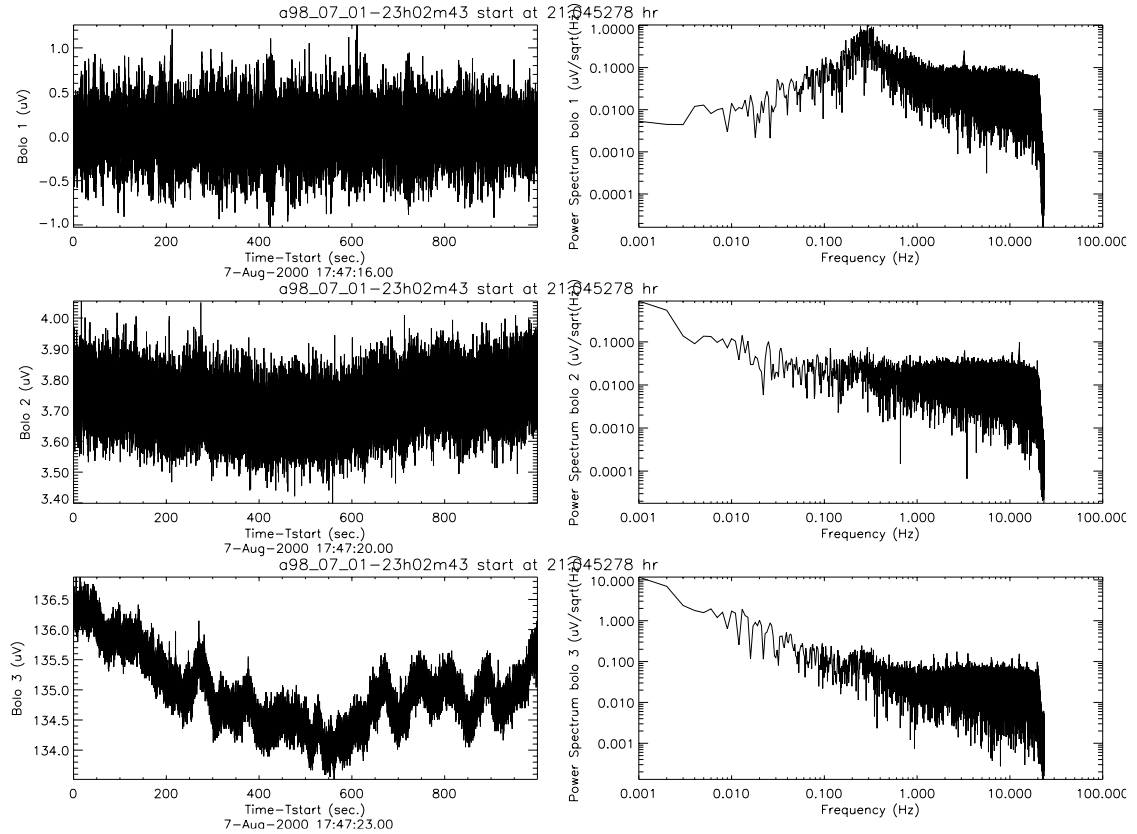 a98_07_01-23h02m43 start at 21.045278 hr
Bolo 1 (uV)
1.0
0.5
0.0
-0.5
-1.0
0 200 400 600 800
Time-Tstart (sec.)
7-Aug-2000 17:47:16.00
Power Spectrum bolo 1 (uV/sqrt(Hz))
1.0000
0.1000
0.0100
0.0010
0.0001
0.001 0.010 0.100 1.000 10.000 100.000
Frequency (Hz)
a98_07_01-23h02m43 start at 21.045278 hr
Bolo 2 (uV)
4.00
3.90
3.80
3.70
3.60
3.50
3.40
0 200 400 600 800
Time-Tstart (sec.)
7-Aug-2000 17:47:20.00
Power Spectrum bolo 2 (uV/sqrt(Hz))
0.1000
0.0100
0.0010
0.0001
0.001 0.010 0.100 1.000 10.000 100.000
Frequency (Hz)
a98_07_01-23h02m43 start at 21.045278 hr
Bolo 3 (uV)
136.5
136.0
135.5
135.0
134.5
134.0
0 200 400 600 800
Time-Tstart (sec.)
7-Aug-2000 17:47:23.00
Power Spectrum bolo 3 (uV/sqrt(Hz))
10.000
1.000
0.100
0.010
0.001
0.001 0.010 0.100 1.000 10.000 100.000
Frequency (Hz)